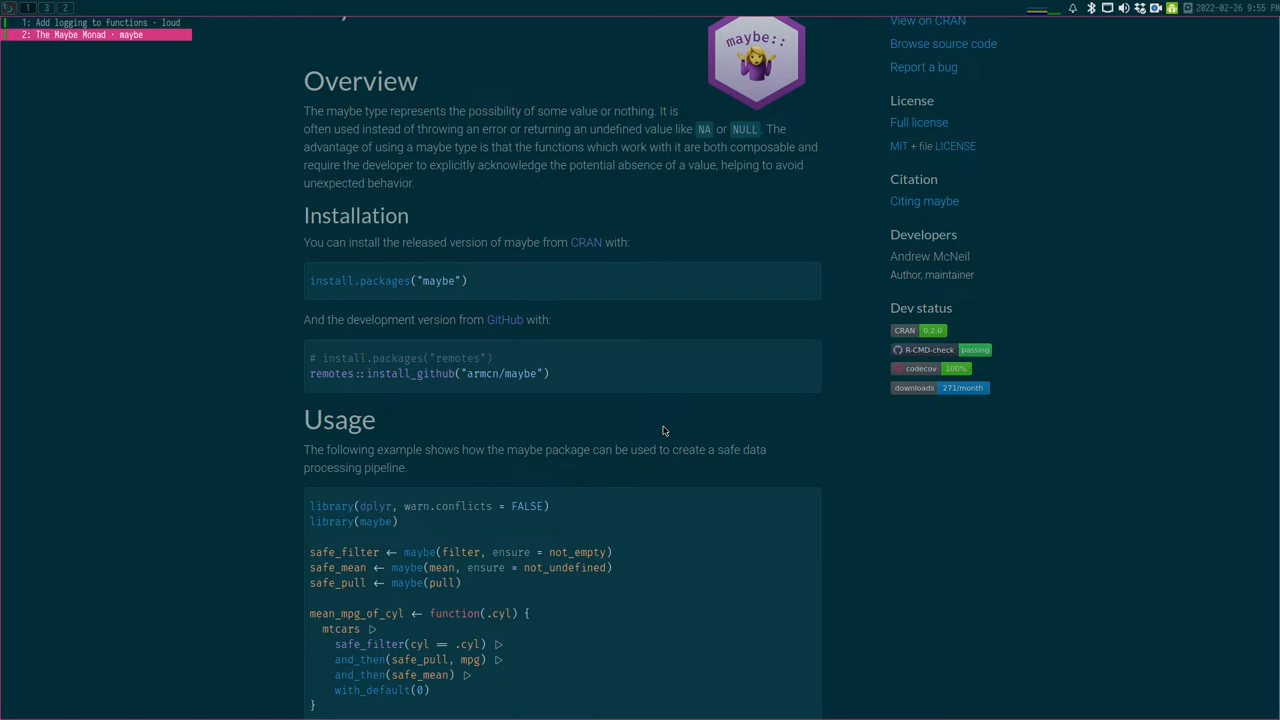 1 3 2
2022-02-26 9:55 PM
1: Add logging to functions · loud
2: The Maybe Monad · maybe
maybe::
Overview
The maybe type represents the possibility of some value or nothing. It is
often used instead of throwing an error or returning an undefined value like NA or NULL. The
advantage of using a maybe type is that the functions which work with it are both composable and
require the developer to explicitly acknowledge the potential absence of a value, helping to avoid
unexpected behavior.
Installation
You can install the released version of maybe from CRAN with:
install.packages("maybe")
And the development version from GitHub with:
# install.packages("remotes")
remotes::install_github("armcn/maybe")
Usage
The following example shows how the maybe package can be used to create a safe data
processing pipeline.
library(dplyr, warn.conflicts = FALSE)
library(maybe)
safe_filter <- maybe(filter, ensure = not_empty)
safe_mean <- maybe(mean, ensure = not_undefined)
safe_pull <- maybe(pull)
mean_mpg_of_cyl <- function(.cyl) {
mtcars |>
safe_filter(cyl == .cyl) |>
and_then(safe_pull, mpg) |>
and_then(safe_mean) |>
with_default(0)
}
View on CRAN
Browse source code
Report a bug
License
Full license
MIT + file LICENSE
Citation
Citing maybe
Developers
Andrew McNeil
Author, maintainer
Dev status
CRAN 0.2.0
R-CMD-check passing
codecov 100%
downloads 271/month